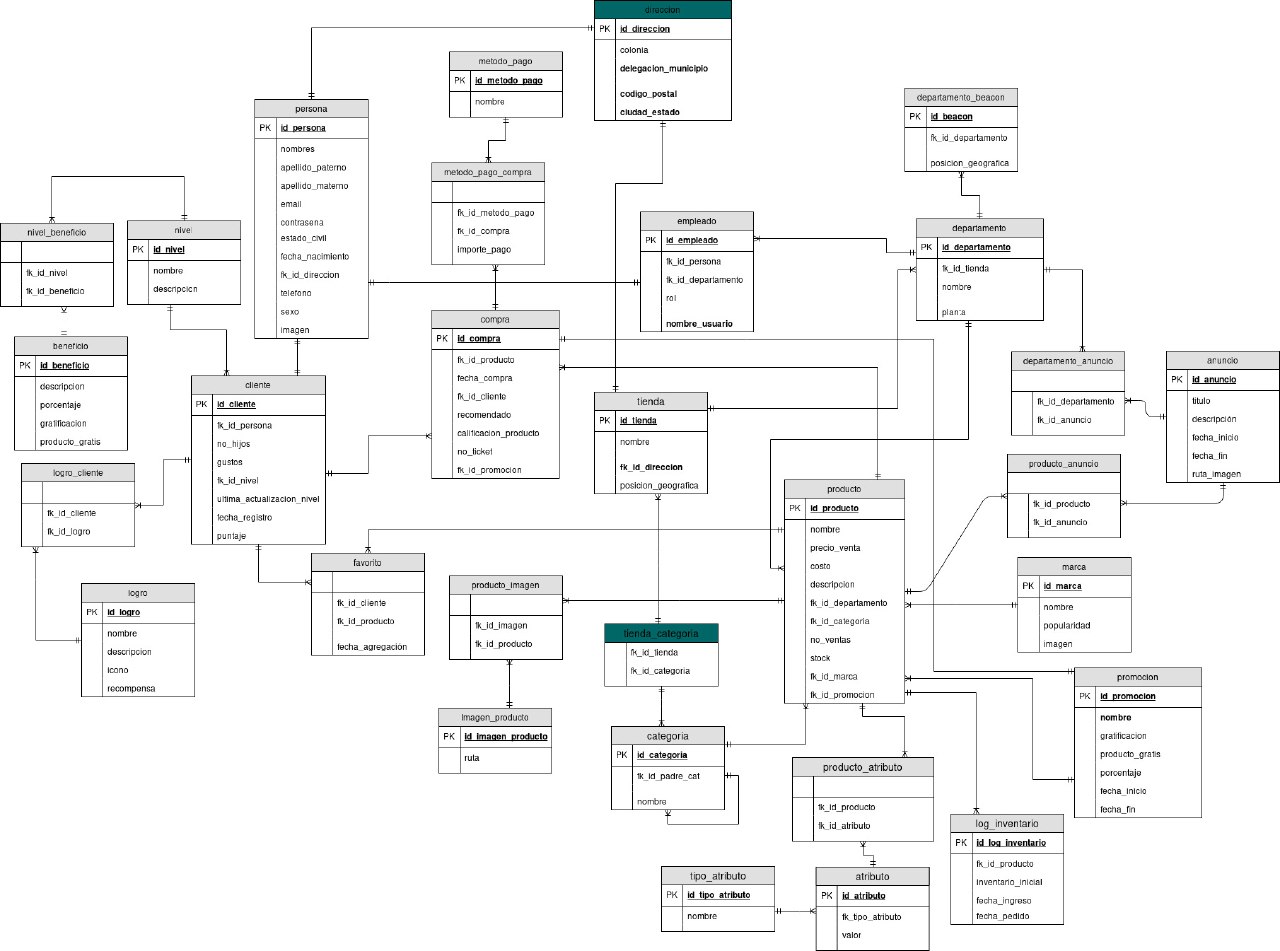 direccion
PK id_direccion
colonia
delegacion_municipio
codigo_postal
ciudad_estado
metodo_pago
PK id_metodo_pago
nombre
departamento_beacon
PK id_beacon
fk_id_departamento
posicion_geografica
persona
PK id_persona
nombres
apellido_paterno
apellido_materno
email
contrasena
estado_civil
fecha_nacimiento
fk_id_direccion
telefono
sexo
imagen
metodo_pago_compra
fk_id_metodo_pago
fk_id_compra
importe_pago
empleado
PK id_empleado
fk_id_persona
fk_id_departamento
rol
nombre_usuario
departamento
PK id_departamento
fk_id_tienda
nombre
planta
nivel_beneficio
fk_id_nivel
fk_id_beneficio
nivel
PK id_nivel
nombre
descripcion
compra
PK id_compra
fk_id_producto
fecha_compra
fk_id_cliente
recomendado
calificacion_producto
no_ticket
fk_id_promocion
beneficio
PK id_beneficio
descripcion
porcentaje
gratificacion
producto_gratis
cliente
PK id_cliente
fk_id_persona
no_hijos
gustos
fk_id_nivel
ultima_actualizacion_nivel
fecha_registro
puntaje
tienda
PK id_tienda
nombre
fk_id_direccion
posicion_geografica
departamento_anuncio
fk_id_departamento
fk_id_anuncio
anuncio
PK id_anuncio
titulo
descripción
fecha_inicio
fecha_fin
ruta_imagen
logro_cliente
fk_id_cliente
fk_id_logro
producto_anuncio
fk_id_producto
fk_id_anuncio
producto
PK id_producto
nombre
precio_venta
costo
descripcion
fk_id_departamento
fk_id_categoria
no_ventas
stock
fk_id_marca
fk_id_promocion
favorito
fk_id_cliente
fk_id_producto
fecha_agregación
producto_imagen
fk_id_imagen
fk_id_producto
marca
PK id_marca
nombre
popularidad
imagen
logro
PK id_logro
nombre
descripcion
icono
recompensa
tienda_categoria
fk_id_tienda
fk_id_categoria
promocion
PK id_promocion
nombre
gratificacion
producto_gratis
porcentaje
fecha_inicio
fecha_fin
imagen_producto
PK id_imagen_producto
ruta
categoria
PK id_categoria
fk_id_padre_cat
nombre
producto_atributo
fk_id_producto
fk_id_atributo
log_inventario
PK id_log_inventario
fk_id_producto
inventario_inicial
fecha_ingreso
fecha_pedido
tipo_atributo
PK id_tipo_atributo
nombre
atributo
PK id_atributo
fk_tipo_atributo
valor